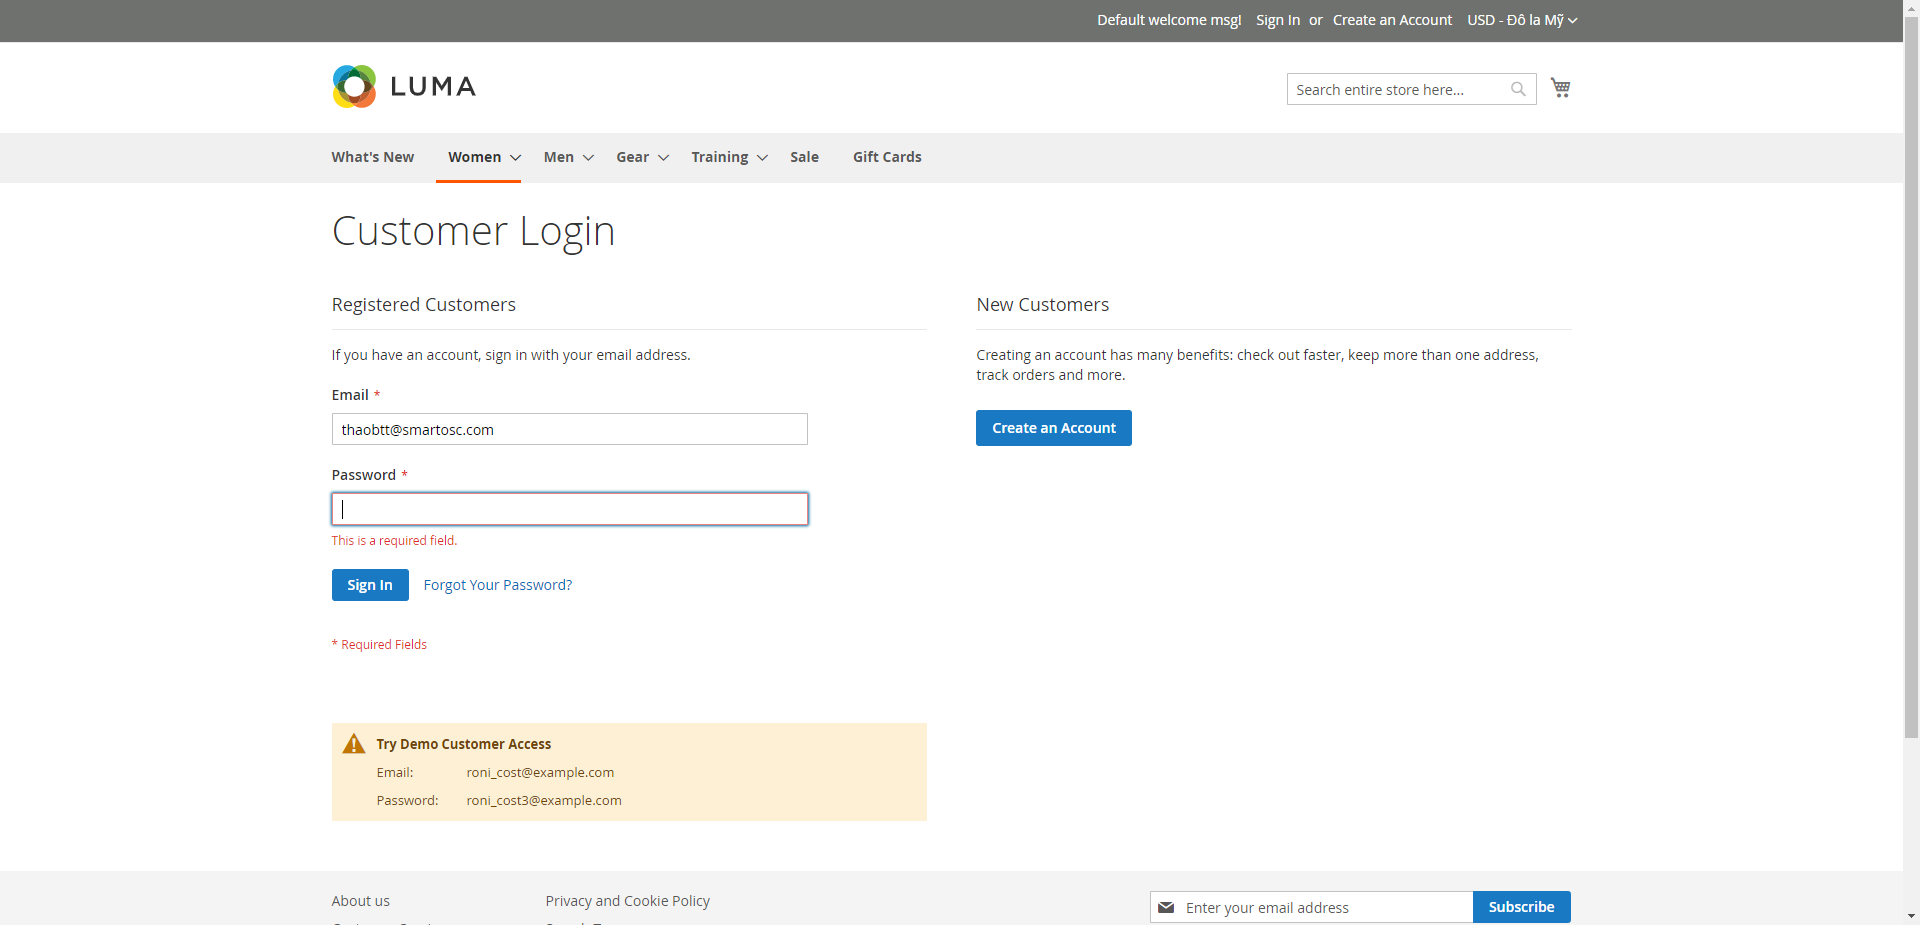 Default welcome msg! Sign In or Create an Account USD - Đô la Mỹ
LUMA
Search entire store here...
What's New Women Men Gear Training Sale Gift Cards
Customer Login
Registered Customers
If you have an account, sign in with your email address.
Email *
thaobtt@smartosc.com
Password *
This is a required field.
Sign In Forgot Your Password?
* Required Fields
New Customers
Creating an account has many benefits: check out faster, keep more than one address,
track orders and more.
Create an Account
Try Demo Customer Access
Email: roni_cost@example.com
Password: roni_cost3@example.com
About us
Privacy and Cookie Policy
Enter your email address Subscribe